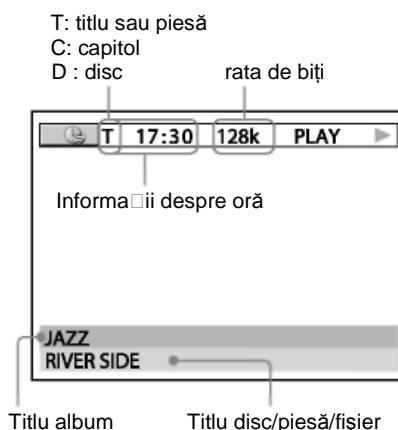 T: titlu sau piesă
C: capitol
D : disc
rata de biți
T 17:30 128k PLAY
Informa□ii despre oră
JAZZ
RIVER SIDE
Titlu album Titlu disc/piesă/fișier